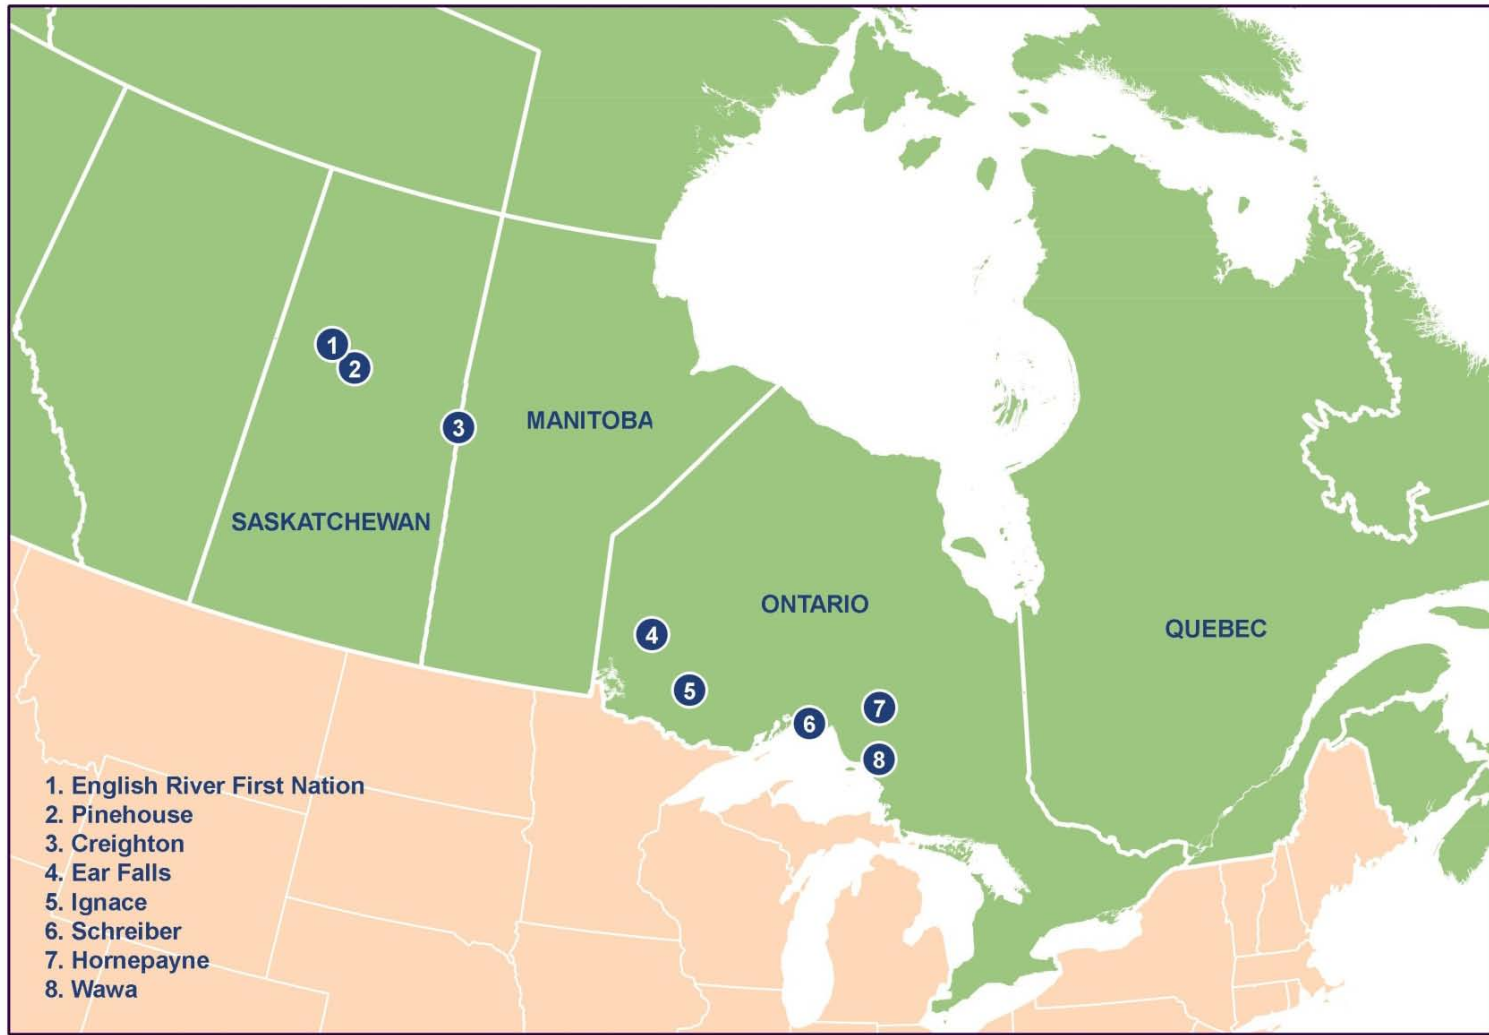 1
2
3
MANITOBA
SASKATCHEWAN
ONTARIO
QUEBEC
4
5
6
7
8
1. English River First Nation
2. Pinehouse
3. Creighton
4. Ear Falls
5. Ignace
6. Schreiber
7. Hornepayne
8. Wawa